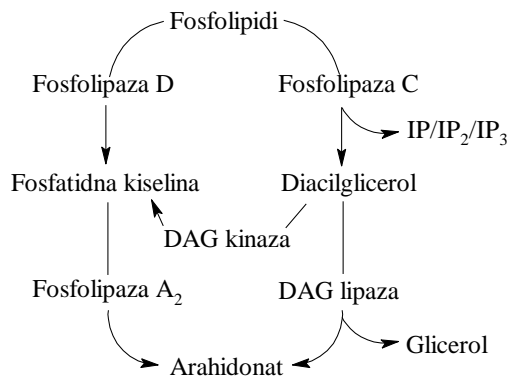 Fosfolipidi
Fosfolipaza D
Fosfolipaza C
IP/IP₂/IP₃
Fosfatidna kiselina
Diacilglicerol
DAG kinaza
Fosfolipaza A₂
DAG lipaza
Glicerol
Arahidonat